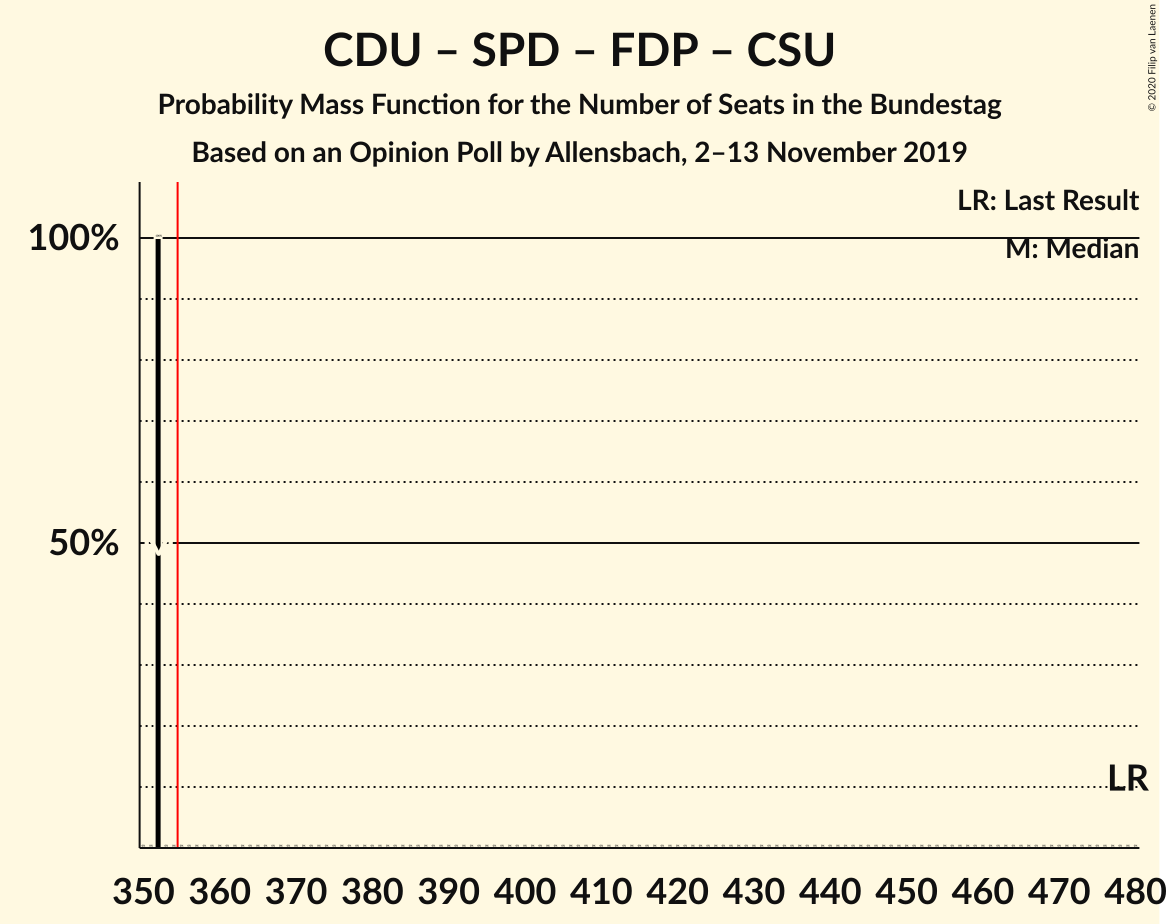 CDU – SPD – FDP – CSU
Probability Mass Function for the Number of Seats in the Bundestag
Based on an Opinion Poll by Allensbach, 2–13 November 2019
© 2020 Filip van Laenen
LR: Last Result
M: Median
100%
50%
M
LR
350 360 370 380 390 400 410 420 430 440 450 460 470 480